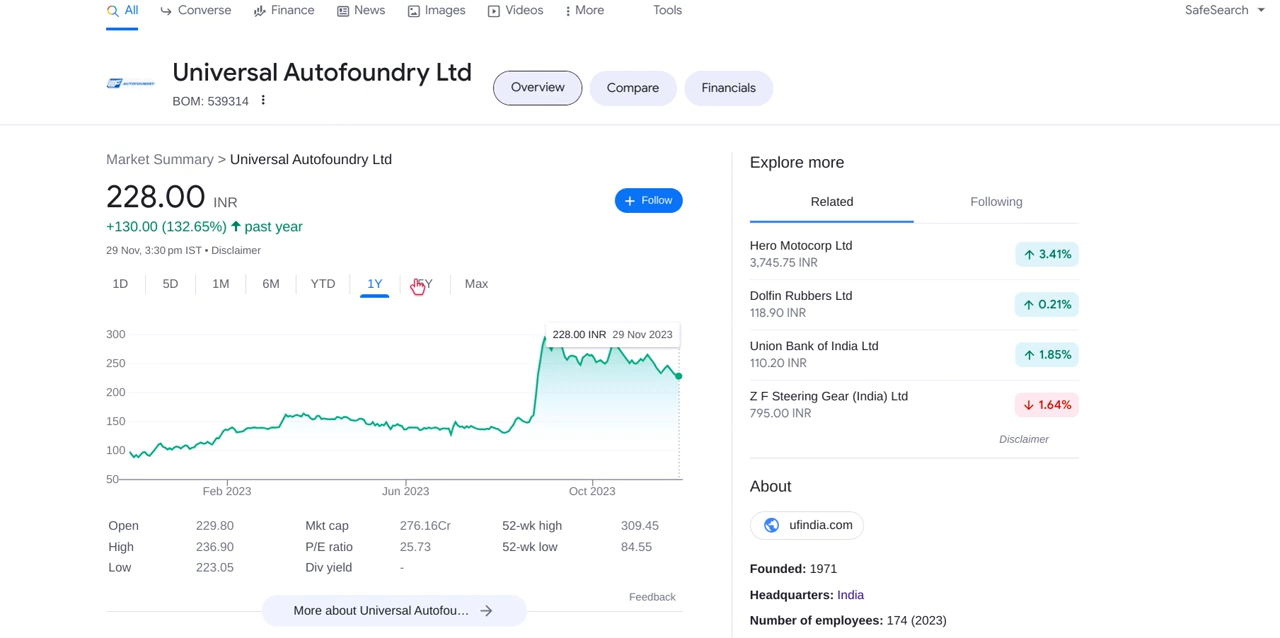 All Converse Finance News Images Videos More Tools SafeSearch
Universal Autofoundry Ltd
BOM: 539314
Overview Compare Financials
Market Summary > Universal Autofoundry Ltd
228.00 INR
+ Follow
+130.00 (132.65%) ↑ past year
29 Nov, 3:30 pm IST • Disclaimer
1D 5D 1M 6M YTD 1Y Max
228.00 INR 29 Nov 2023
300
250
200
150
100
50
Feb 2023 Jun 2023 Oct 2023
Open 229.80 Mkt cap 276.16Cr 52-wk high 309.45
High 236.90 P/E ratio 25.73 52-wk low 84.55
Low 223.05 Div yield -
Feedback
More about Universal Autofou... →
Explore more
Related Following
Hero Motocorp Ltd
3,745.75 INR
↑ 3.41%
Dolfin Rubbers Ltd
118.90 INR
↑ 0.21%
Union Bank of India Ltd
110.20 INR
↑ 1.85%
Z F Steering Gear (India) Ltd
795.00 INR
↓ 1.64%
Disclaimer
About
ufindia.com
Founded: 1971
Headquarters: India
Number of employees: 174 (2023)